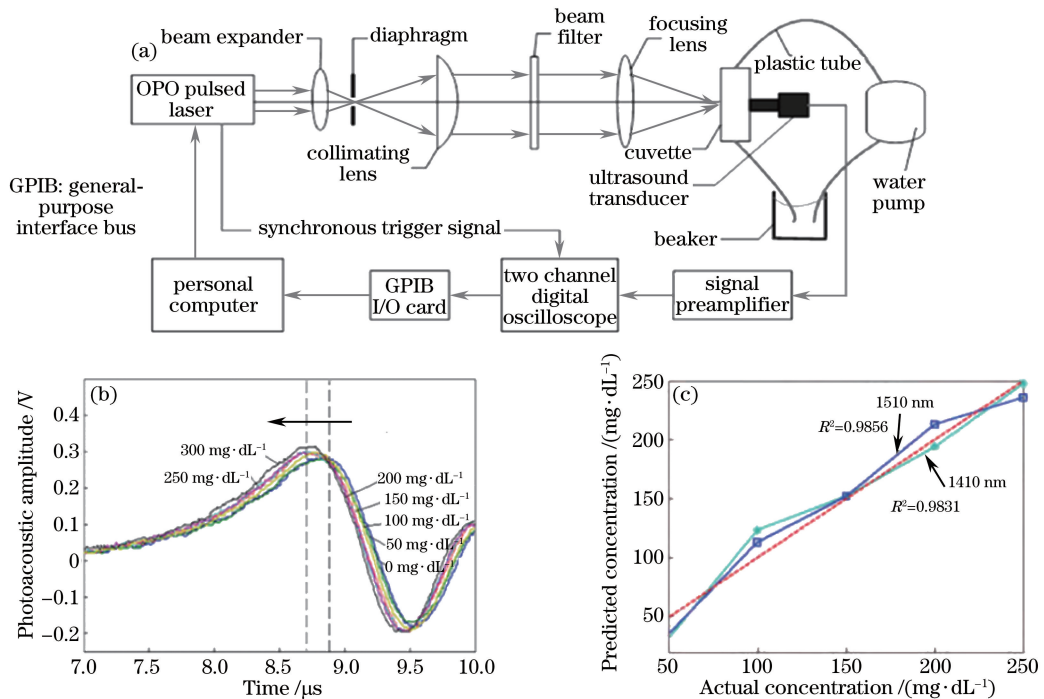 (a)
beam expander
diaphragm
beam
filter
focusing
lens
plastic tube
OPO pulsed
laser
collimating
lens
cuvette
ultrasound
transducer
water
pump
beaker
GPIB: general-
purpose
interface bus
synchronous trigger signal
personal
computer
GPIB
I/O card
two channel
digital
oscilloscope
signal
preamplifier
(b)
Photoacoustic amplitude /V
0.4
0.3
0.2
0.1
0
−0.1
−0.2
300 mg·dL−1
250 mg·dL−1
200 mg·dL−1
150 mg·dL−1
100 mg·dL−1
50 mg·dL−1
0 mg·dL−1
7.0 7.5 8.0 8.5 9.0 9.5 10.0
Time /μs
(c)
Predicted concentration /(mg·dL−1)
250
200
150
100
50
1510 nm
R2=0.9856
1410 nm
R2=0.9831
50 100 150 200 250
Actual concentration /(mg·dL−1)